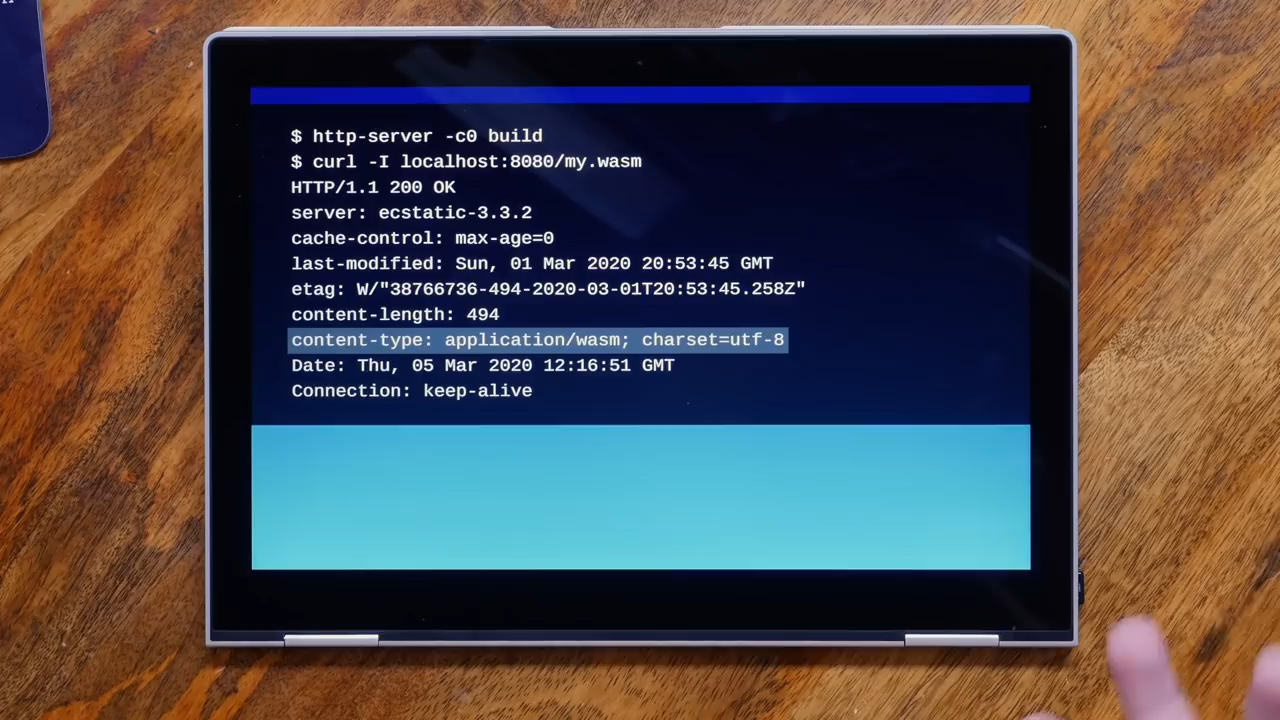 $ http-server -c0 build
$ curl -I localhost:8080/my.wasm
HTTP/1.1 200 OK
server: ecstatic-3.3.2
cache-control: max-age=0
last-modified: Sun, 01 Mar 2020 20:53:45 GMT
etag: W/"38766736-494-2020-03-01T20:53:45.258Z"
content-length: 494
content-type: application/wasm; charset=utf-8
Date: Thu, 05 Mar 2020 12:16:51 GMT
Connection: keep-alive